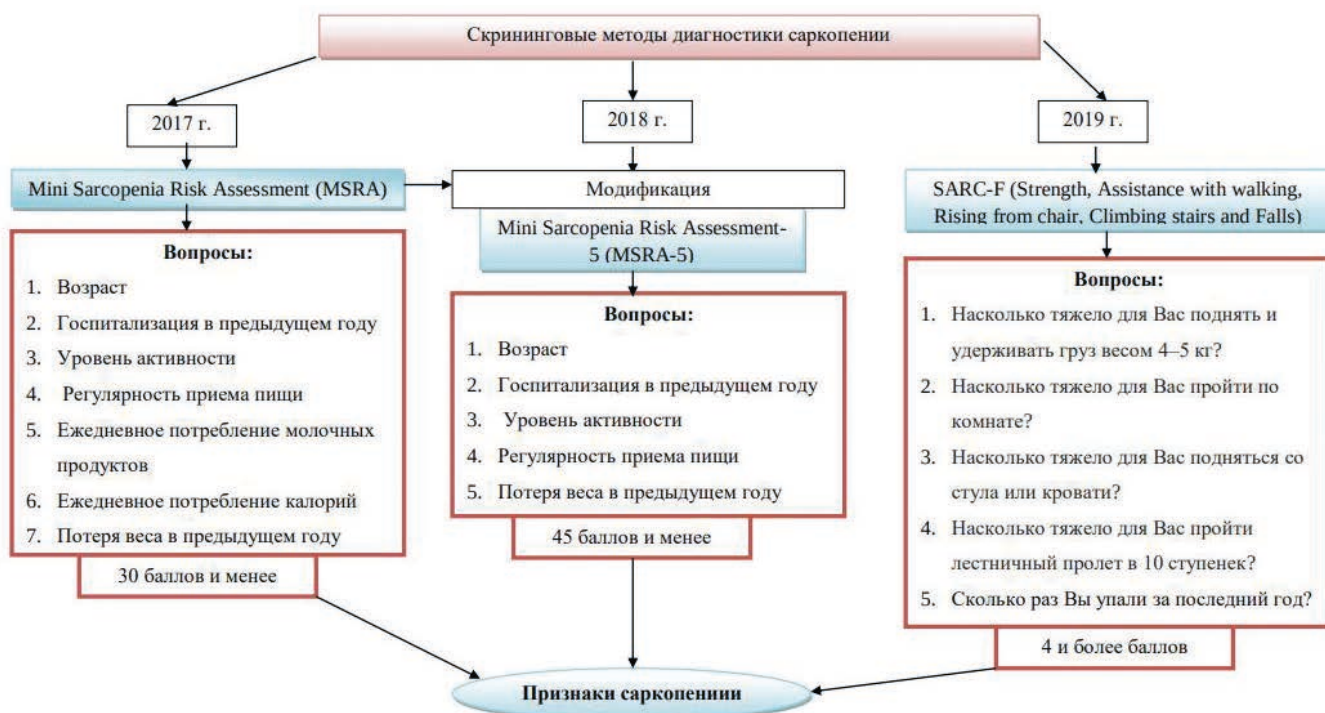 Скрининговые методы диагностики саркопении
2017 г.
2018 г.
2019 г.
Mini Sarcopenia Risk Assessment (MSRA)
Модификация
Mini Sarcopenia Risk Assessment-
5 (MSRA-5)
SARC-F (Strength, Assistance with walking,
Rising from chair, Climbing stairs and Falls)
Вопросы:
1. Возраст
2. Госпитализация в предыдущем году
3. Уровень активности
4. Регулярность приема пищи
5. Ежедневное потребление молочных
продуктов
6. Ежедневное потребление калорий
7. Потеря веса в предыдущем году
30 баллов и менее
Вопросы:
1. Возраст
2. Госпитализация в предыдущем году
3. Уровень активности
4. Регулярность приема пищи
5. Потеря веса в предыдущем году
45 баллов и менее
Вопросы:
1. Насколько тяжело для Вас поднять и
удерживать груз весом 4–5 кг?
2. Насколько тяжело для Вас пройти по
комнате?
3. Насколько тяжело для Вас подняться со
стула или кровати?
4. Насколько тяжело для Вас пройти
лестничный пролет в 10 ступенек?
5. Сколько раз Вы упали за последний год?
4 и более баллов
Признаки саркопениии